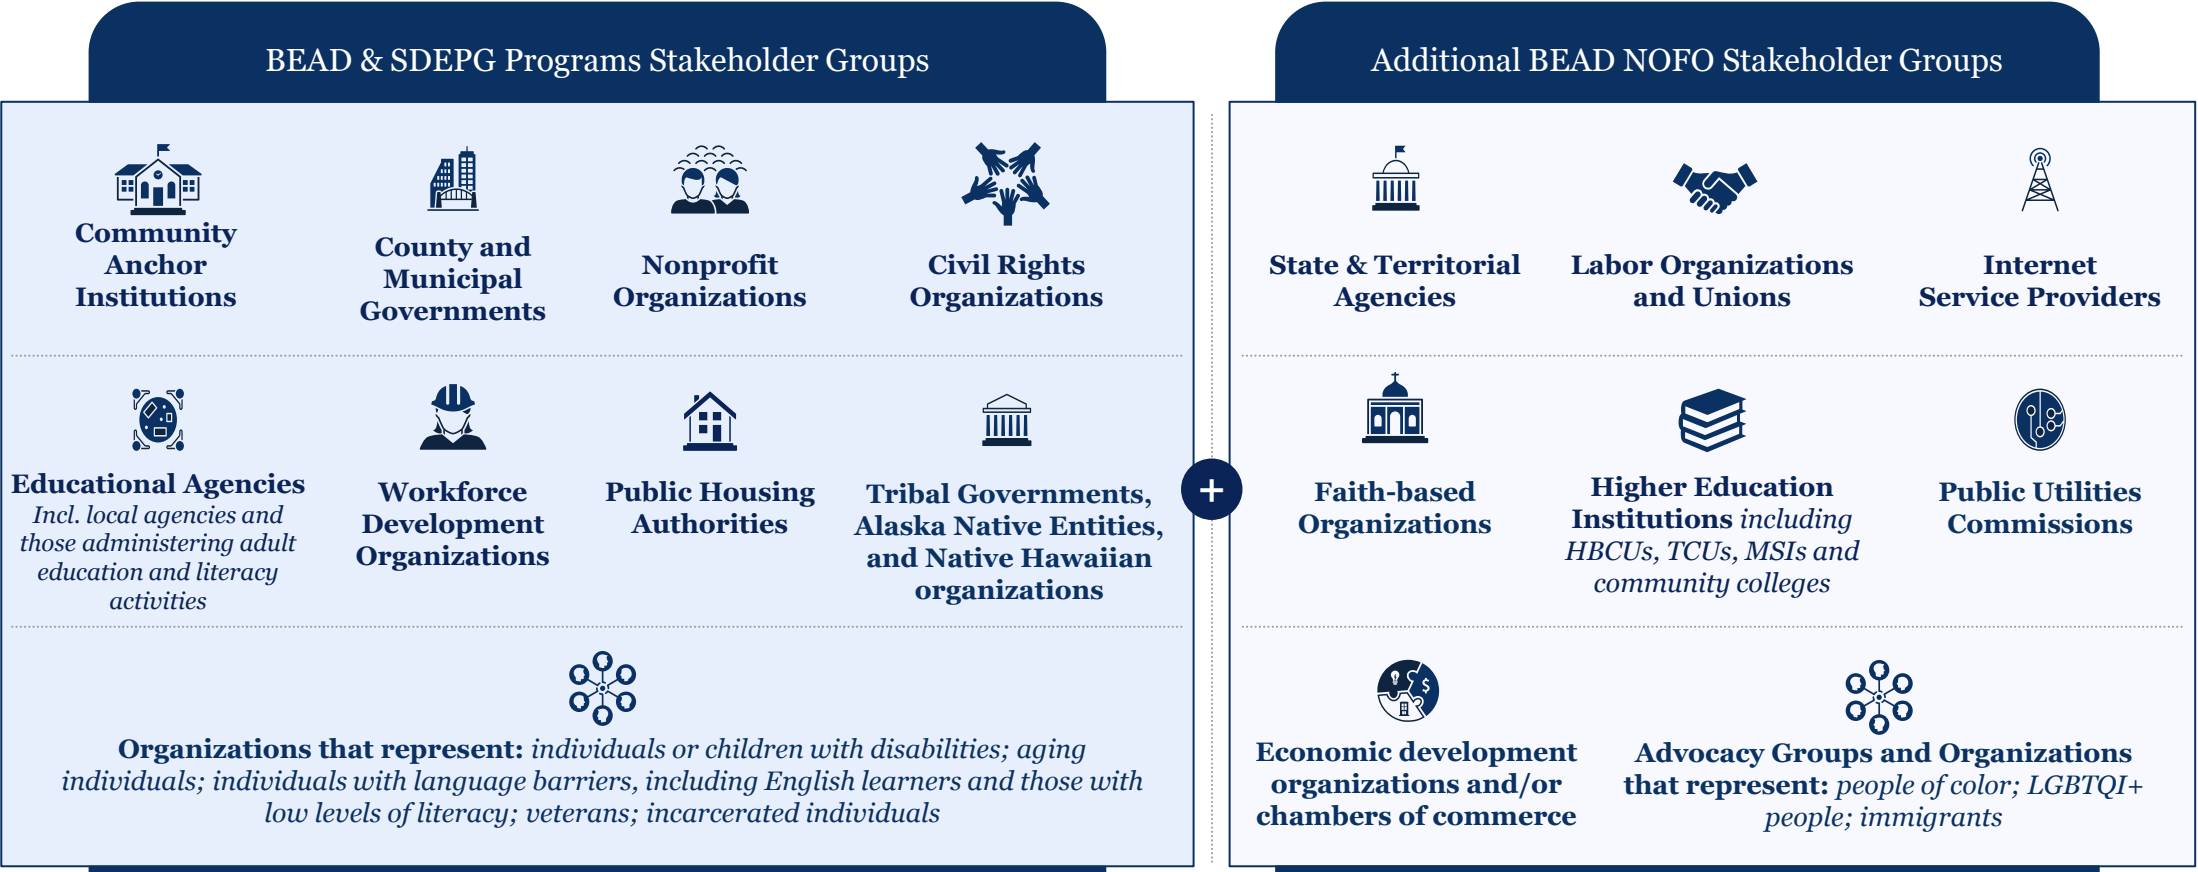 BEAD & SDEPG Programs Stakeholder Groups
Community
Anchor
Institutions
County and
Municipal
Governments
Nonprofit
Organizations
Civil Rights
Organizations
Educational Agencies
Incl. local agencies and
those administering adult
education and literacy
activities
Workforce
Development
Organizations
Public Housing
Authorities
Tribal Governments,
Alaska Native Entities,
and Native Hawaiian
organizations
Organizations that represent: individuals or children with disabilities; aging
individuals; individuals with language barriers, including English learners and those with
low levels of literacy; veterans; incarcerated individuals
+
Additional BEAD NOFO Stakeholder Groups
State & Territorial
Agencies
Labor Organizations
and Unions
Internet
Service Providers
Faith-based
Organizations
Higher Education
Institutions including
HBCUs, TCUs, MSIs and
community colleges
Public Utilities
Commissions
$
Economic development
organizations and/or
chambers of commerce
Advocacy Groups and Organizations
that represent: people of color; LGBTQI+
people; immigrants